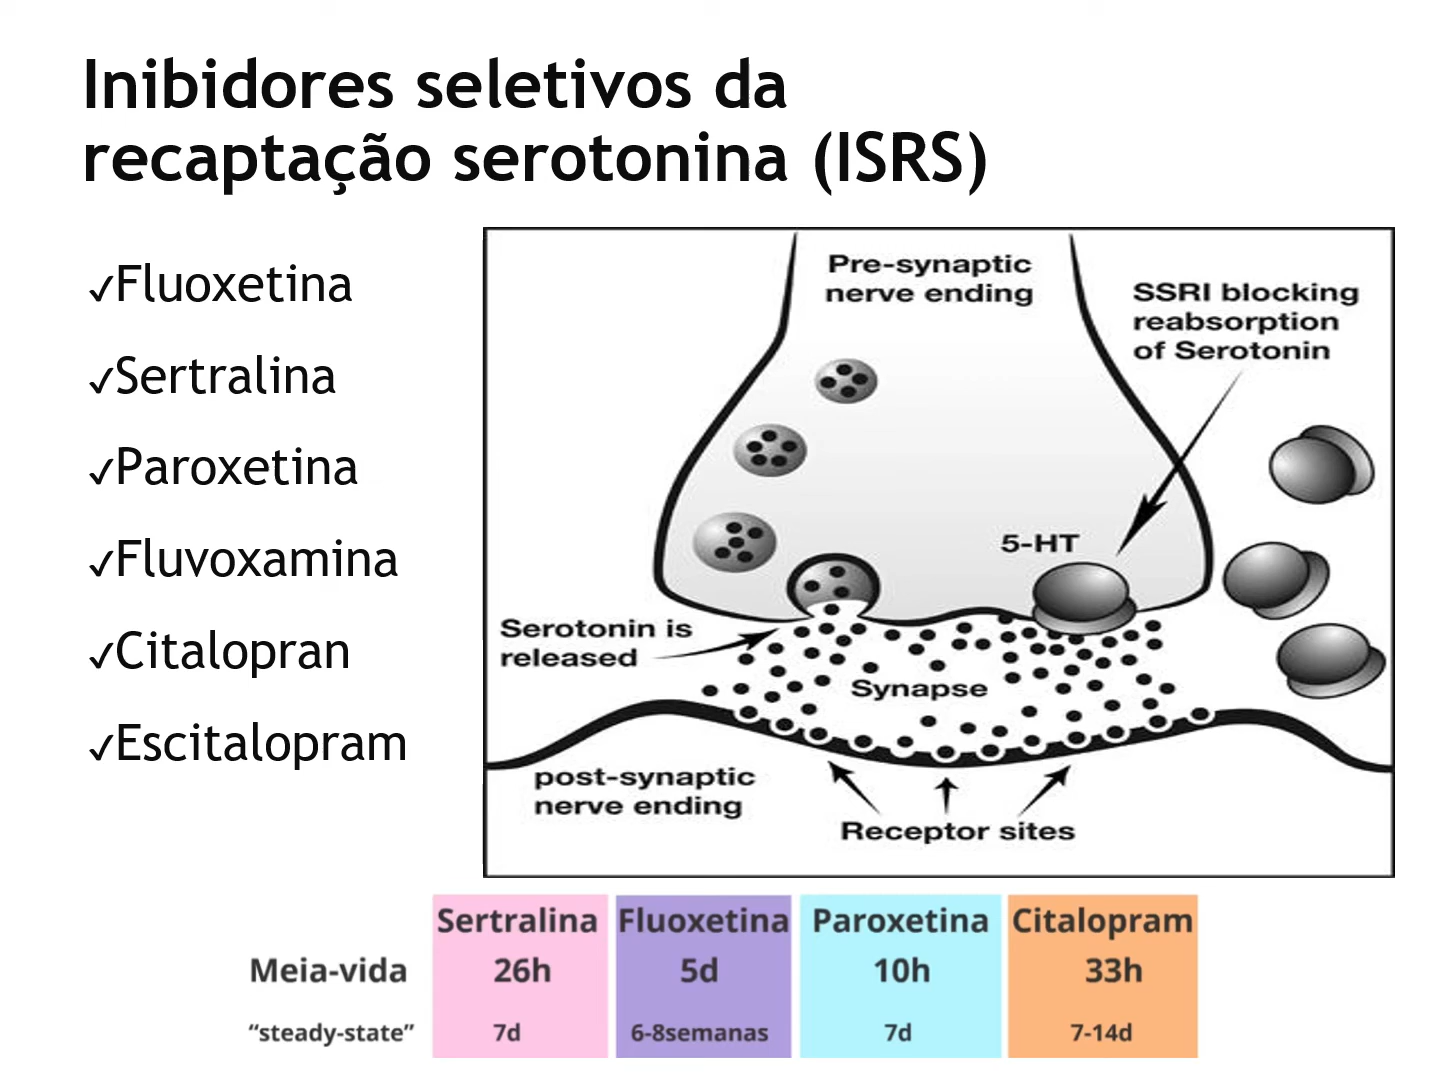 Inibidores seletivos da
recaptação serotonina (ISRS)
✓Fluoxetina
✓Sertralina
✓Paroxetina
✓Fluvoxamina
✓Citalopran
✓Escitalopram
Pre-synaptic
nerve ending
SSRI blocking
reabsorption
of Serotonin
5-HT
Serotonin is
released
Synapse
post-synaptic
nerve ending
Receptor sites
Sertralina Fluoxetina Paroxetina Citalopram
Meia-vida 26h 5d 10h 33h
“steady-state” 7d 6-8semanas 7d 7-14d